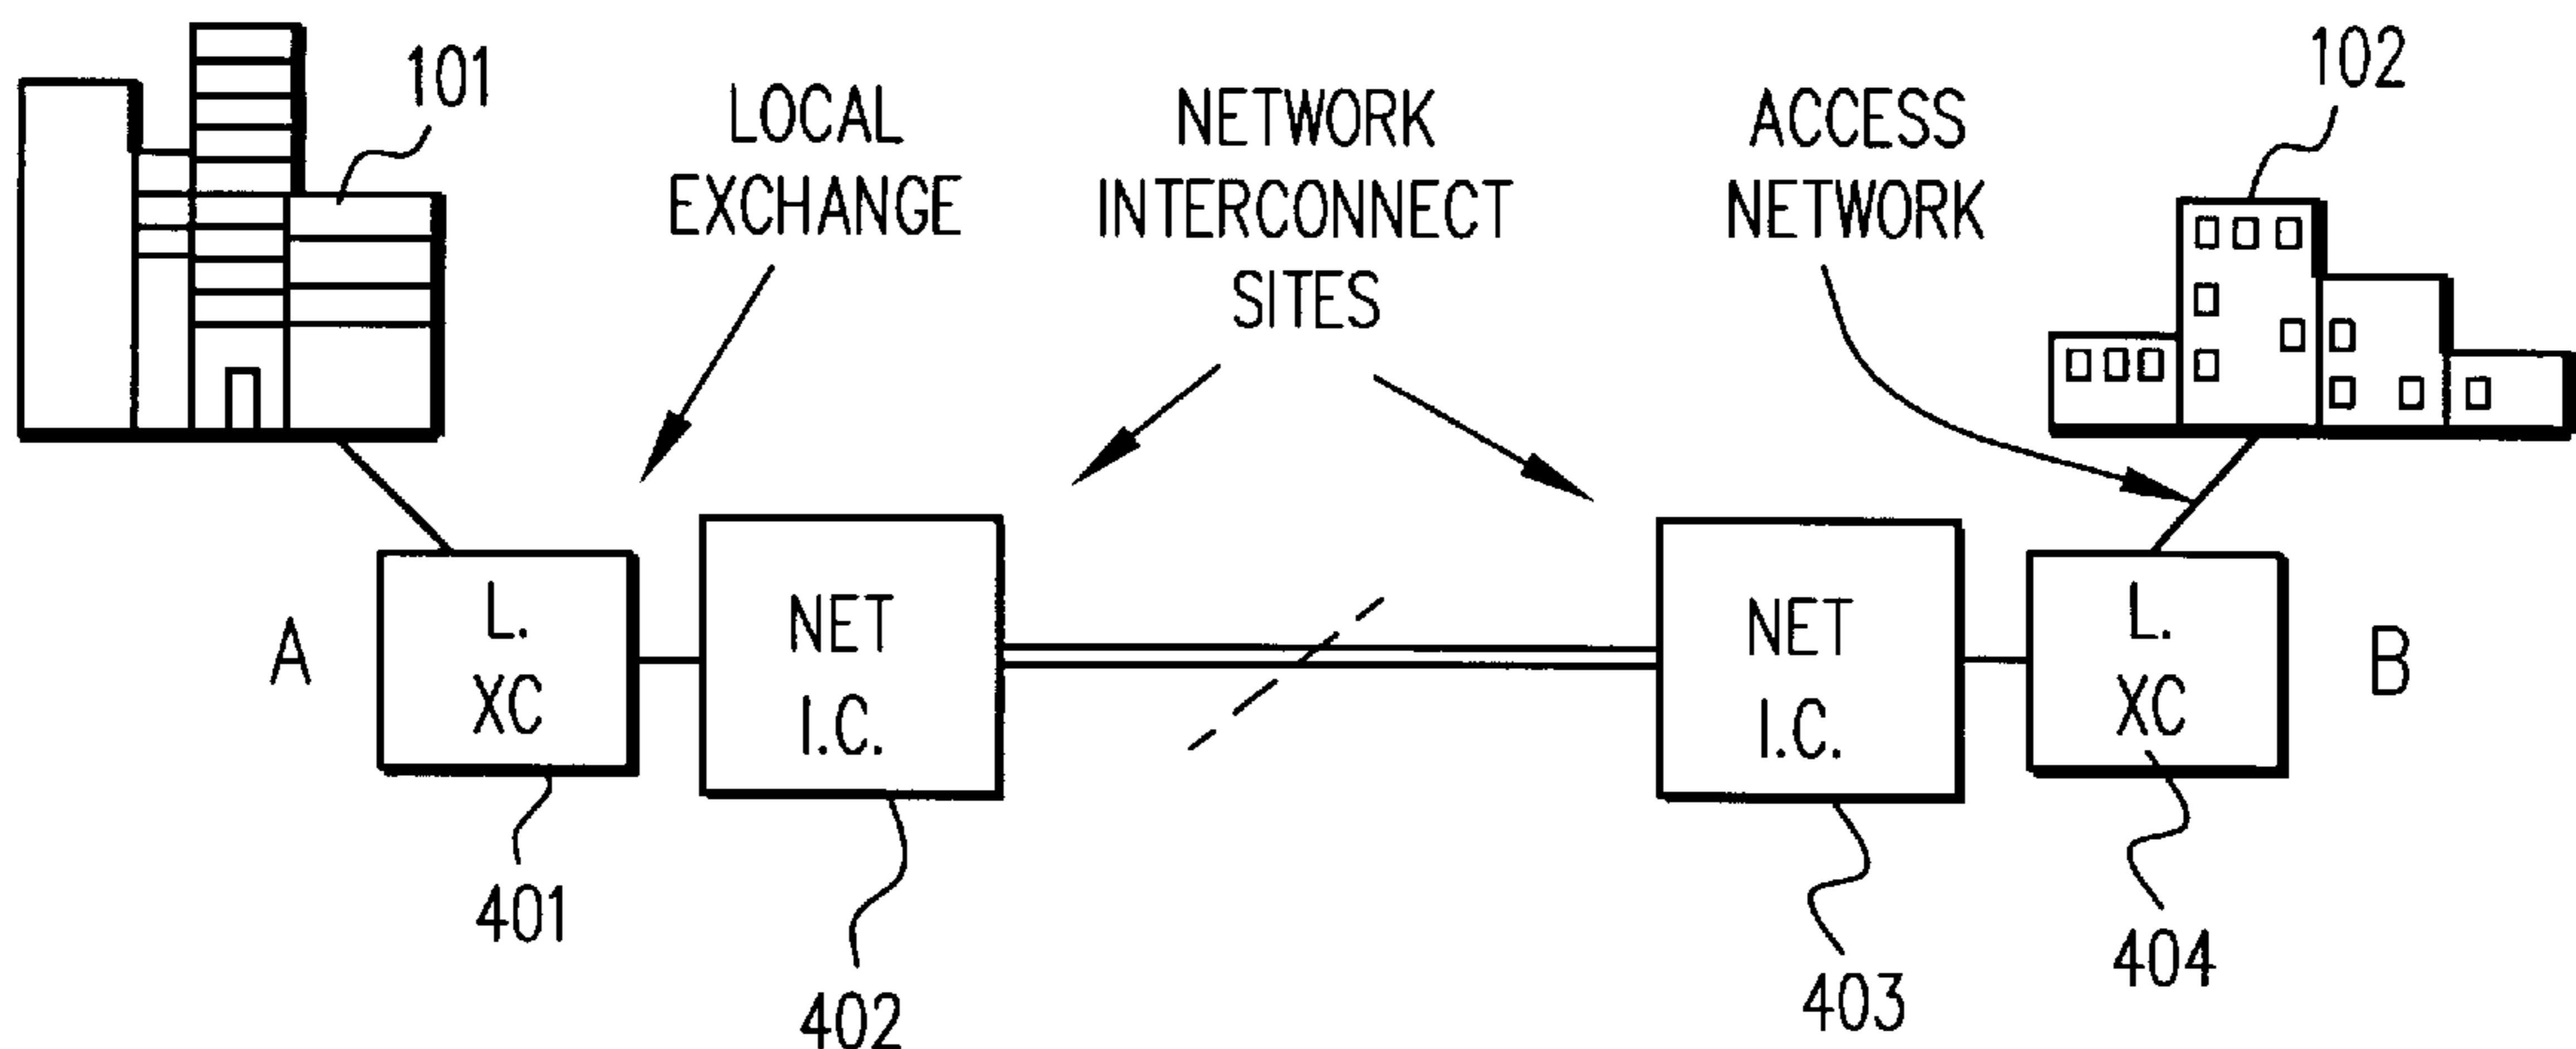 101
LOCAL
EXCHANGE
NETWORK
INTERCONNECT
SITES
ACCESS
NETWORK
102
A
L.
XC
NET
I.C.
NET
I.C.
L.
XC
B
401
402
403
404